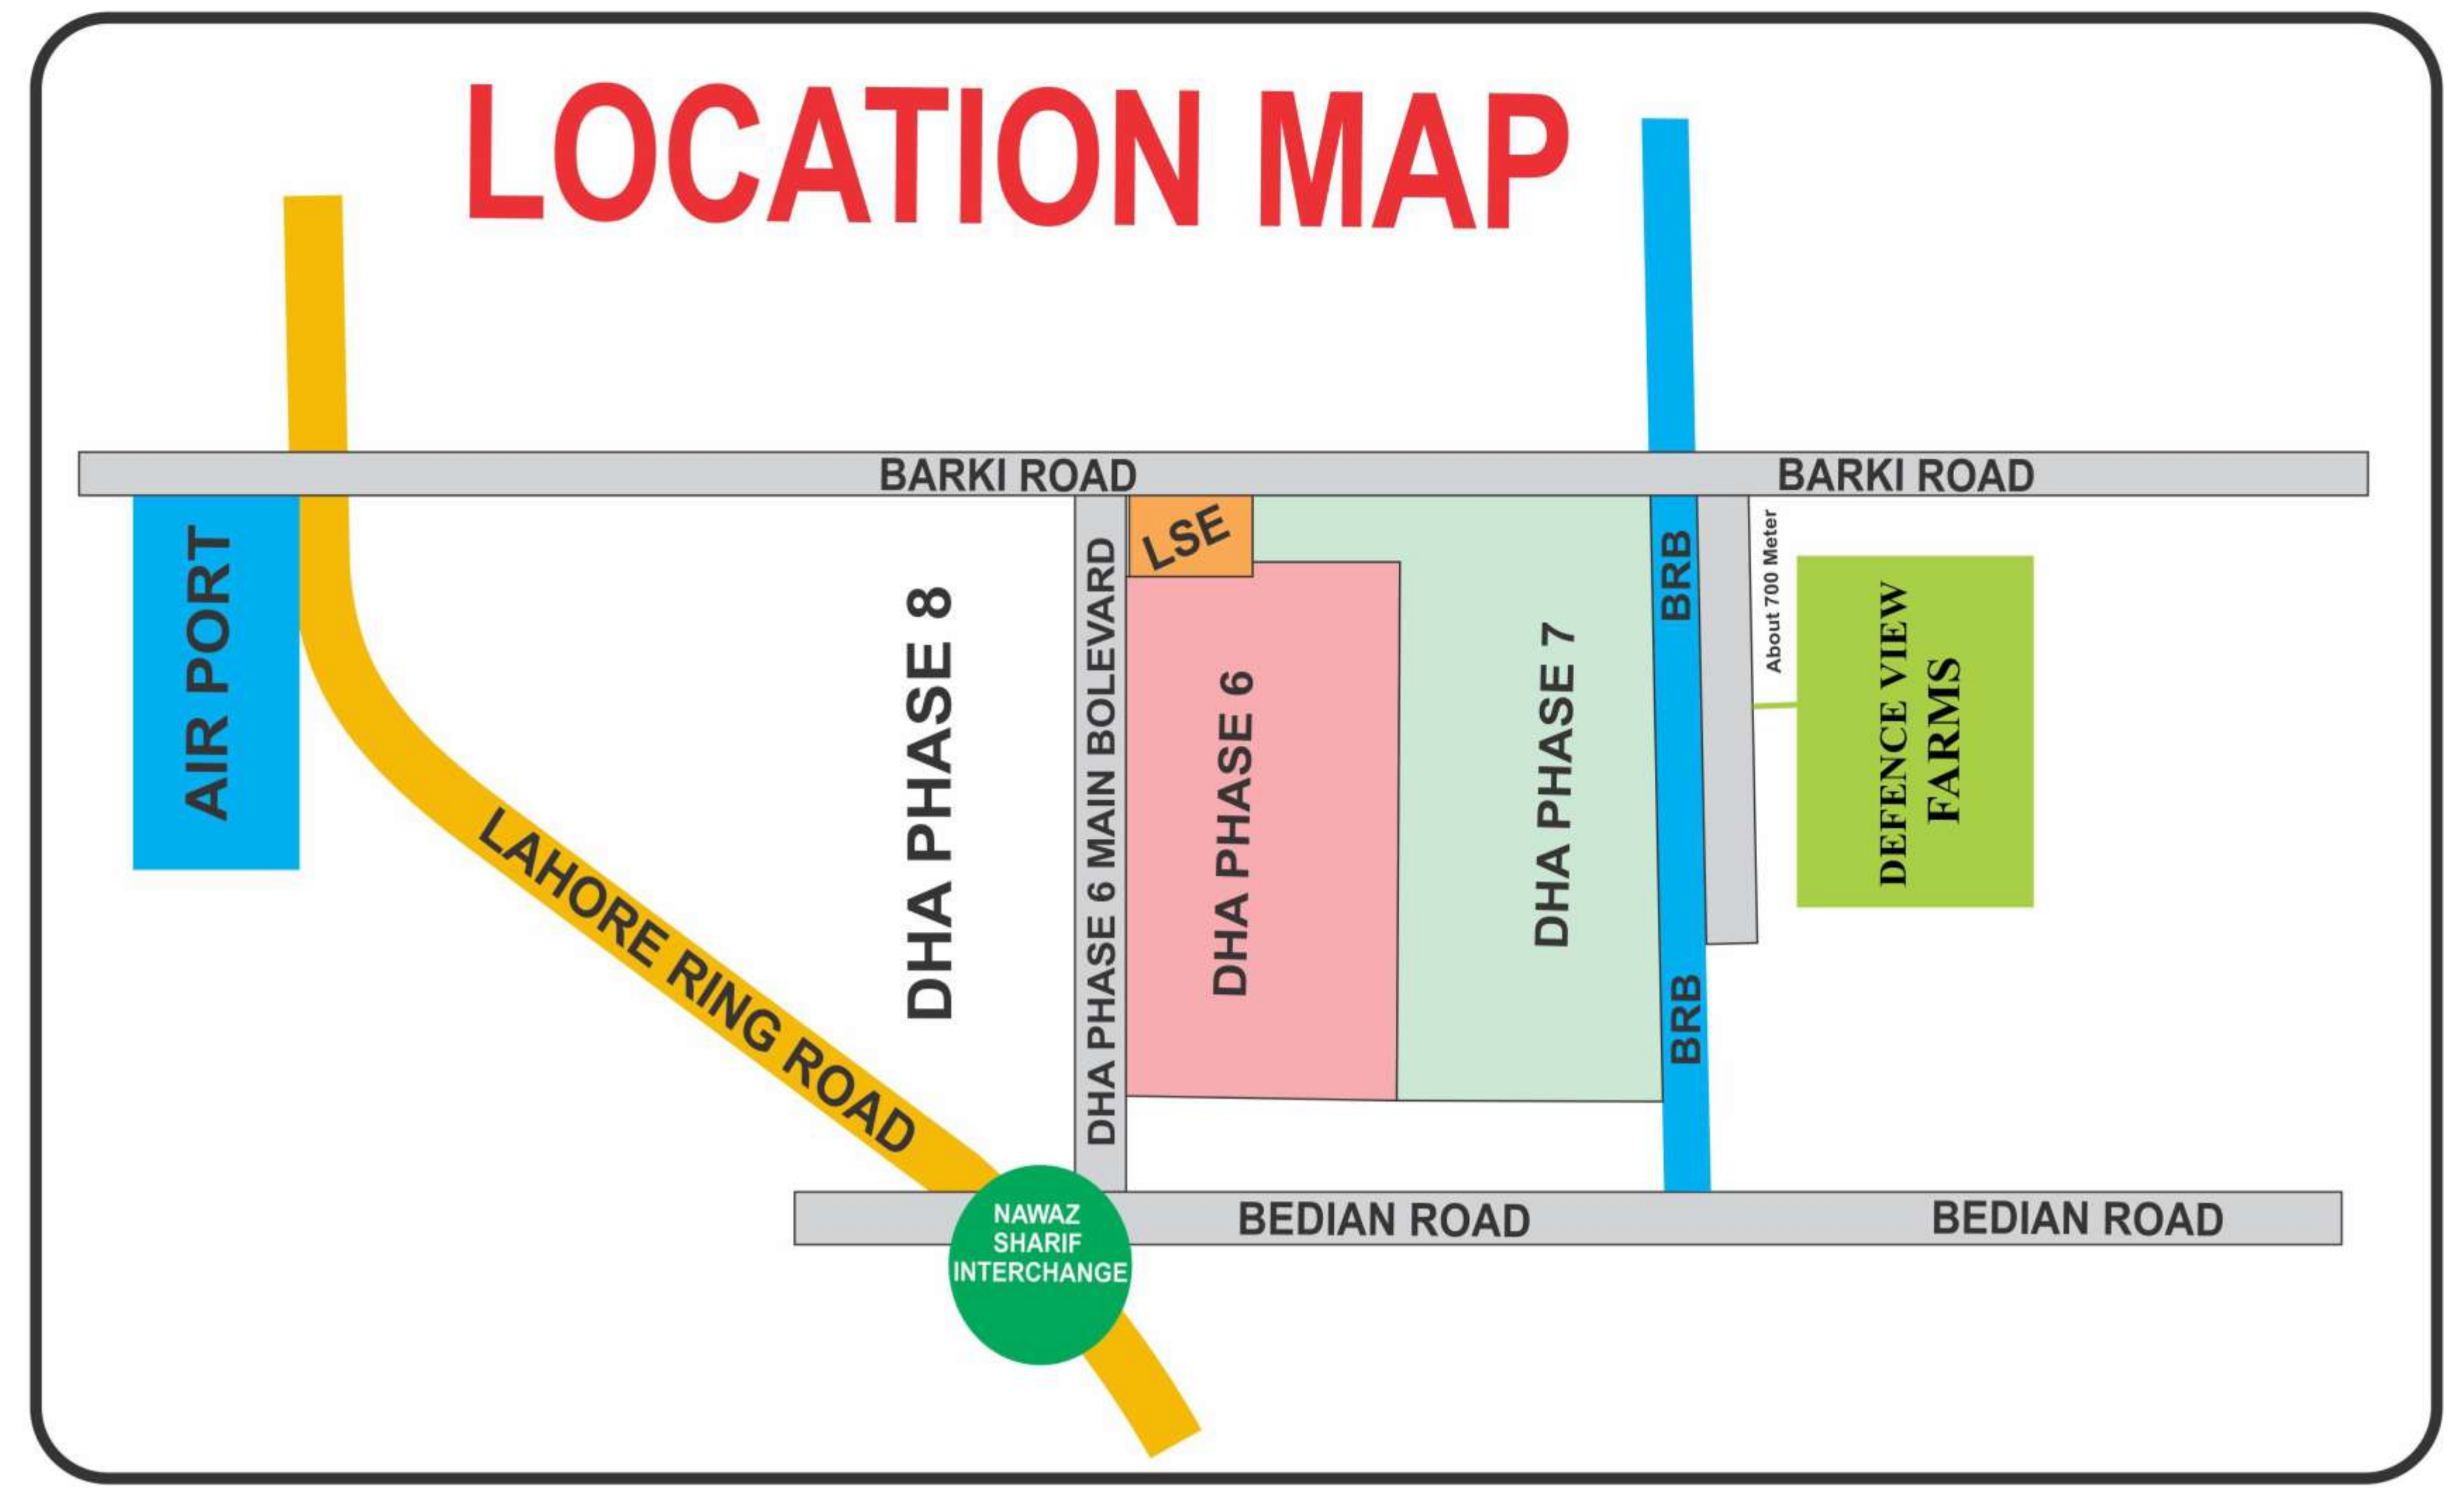 LOCATION MAP
BARKI ROAD
BARKI ROAD
AIR PORT
LSE
BRB
About 700 Meter
DHA PHASE 8
DHA PHASE 6 MAIN BOLEVARD
DHA PHASE 6
DHA PHASE 7
DEFENCE VIEW
FARMS
LAHORE RING ROAD
BRB
NAWAZ
SHARIF
INTERCHANGE
BEDIAN ROAD
BEDIAN ROAD